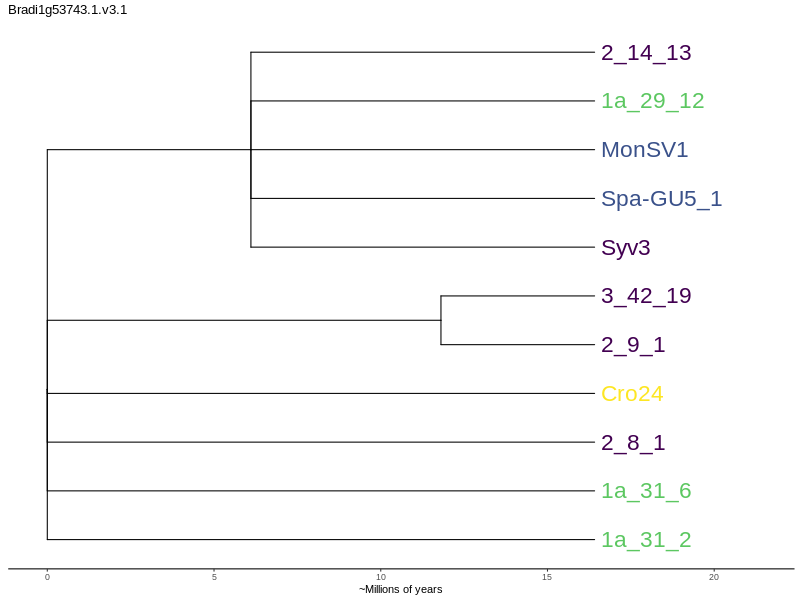 Bradi1g53743.1.v3.1
2_14_13
1a_29_12
MonSV1
Spa-GU5_1
Syv3
3_42_19
2_9_1
Cro24
2_8_1
1a_31_6
1a_31_2
0 5 10 15 20
~Millions of years